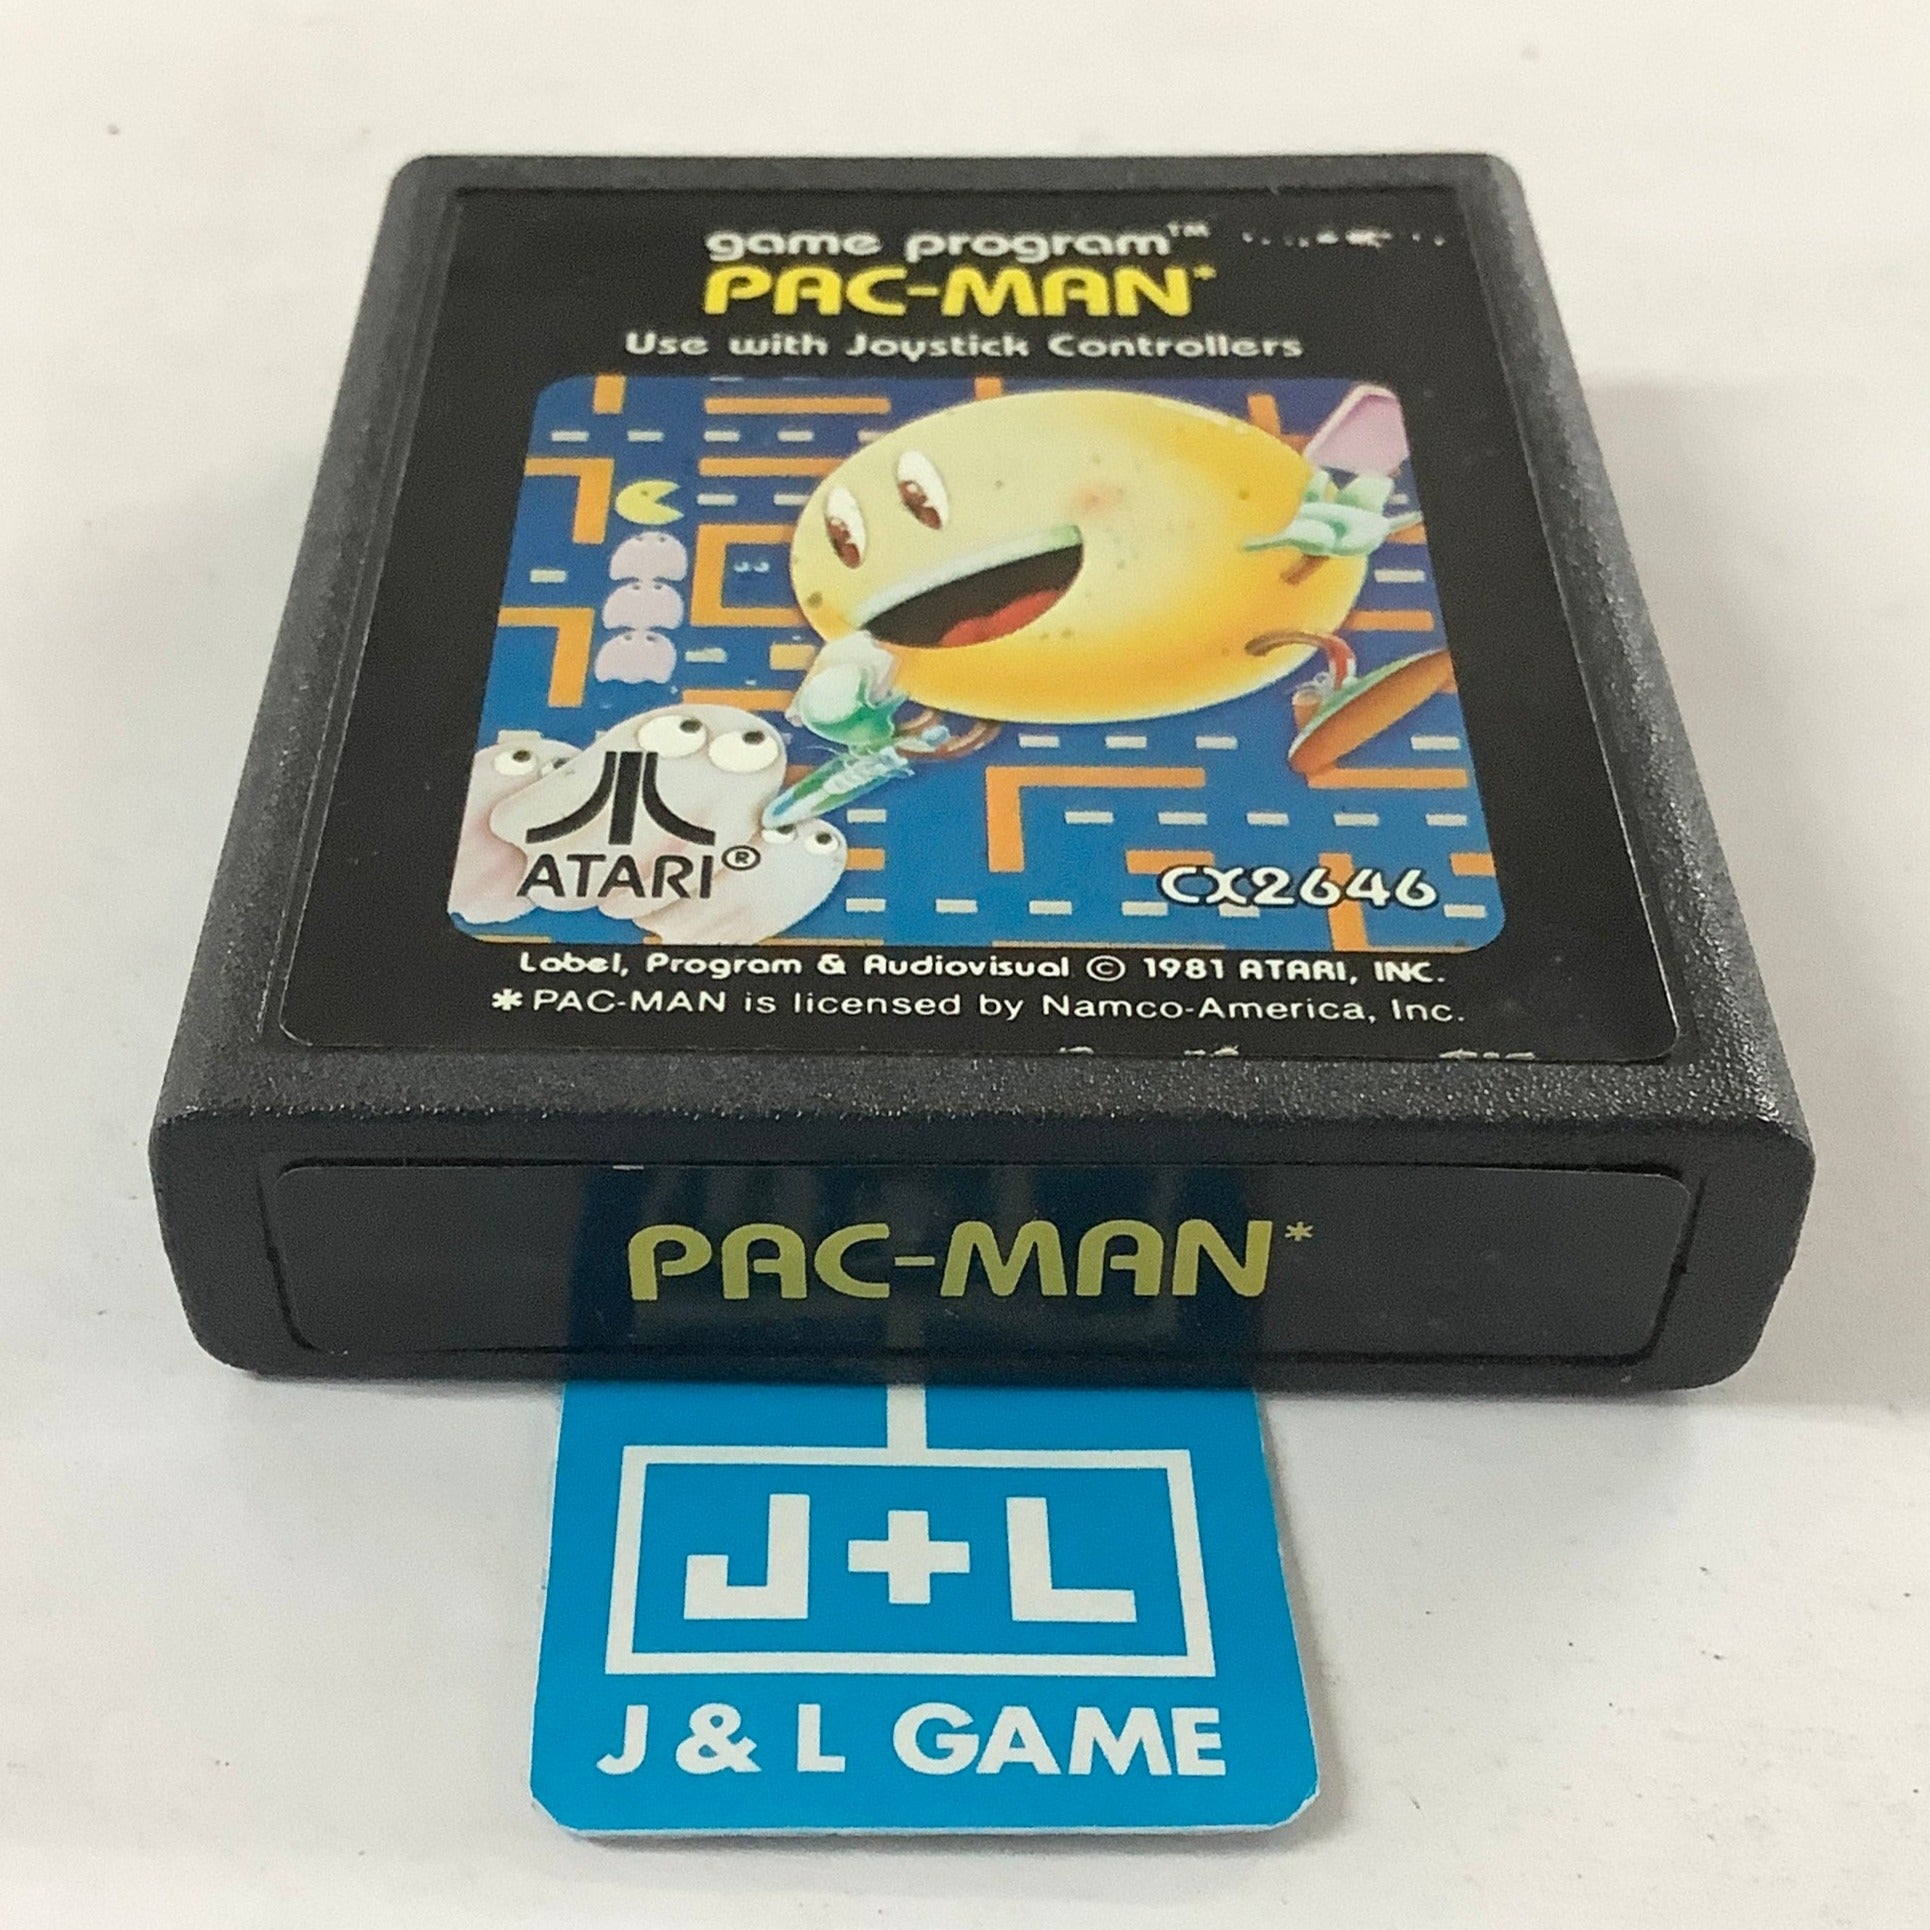 game program™
PAC-MAN*
Use with Joystick Controllers
ATARI®
CX2646
Label, Program & Audiovisual © 1981 ATARI, INC.
*PAC-MAN is licensed by Namco-America, Inc.
PAC-MAN*
J+L
J & L GAME